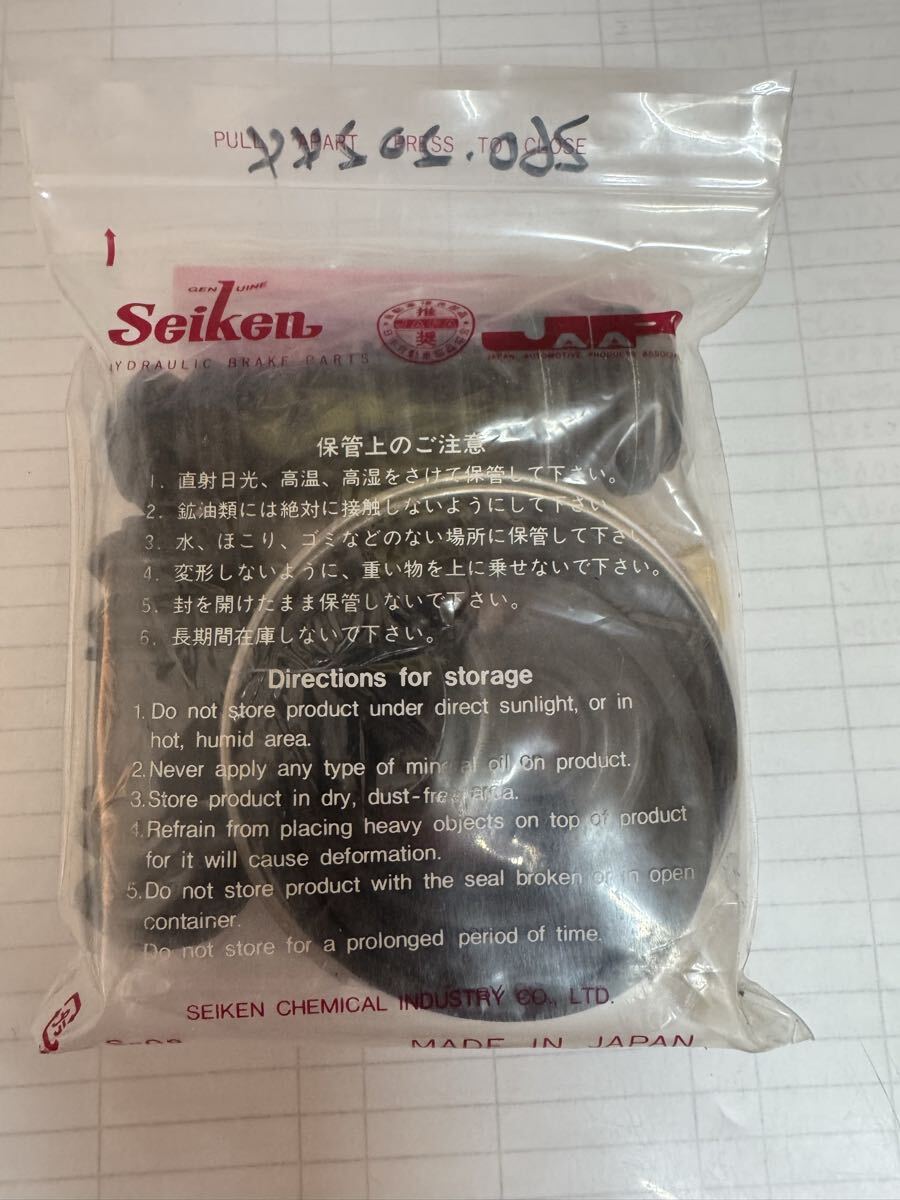 PULL APART PRESS TO CLOSE
GENUINE
Seiken
HYDRAULIC BRAKE PARTS
推奨
JAPA
JAPAN AUTOMOTIVE PRODUCTS ASSOCI
保管上のご注意
1. 直射日光、高温、高湿をさけて保管して下さい。
2. 鉱油類には絶対に接触しないようにして下さい
3. 水、ほこり、ゴミなどのない場所に保管して下さい
4. 変形しないように、重い物を上に乗せないで下さい。
5. 封を開けたまま保管しないで下さい。
6. 長期間在庫しないで下さい。
Directions for storage
1. Do not store product under direct sunlight, or in
hot, humid area.
2. Never apply any type of mineral oil on product.
3. Store product in dry, dust-free area.
4. Refrain from placing heavy objects on top of product
for it will cause deformation.
5. Do not store product with the seal broken or in open
container.
Do not store for a prolonged period of time.
SEIKEN CHEMICAL INDUSTRY CO., LTD.
MADE IN JAPAN